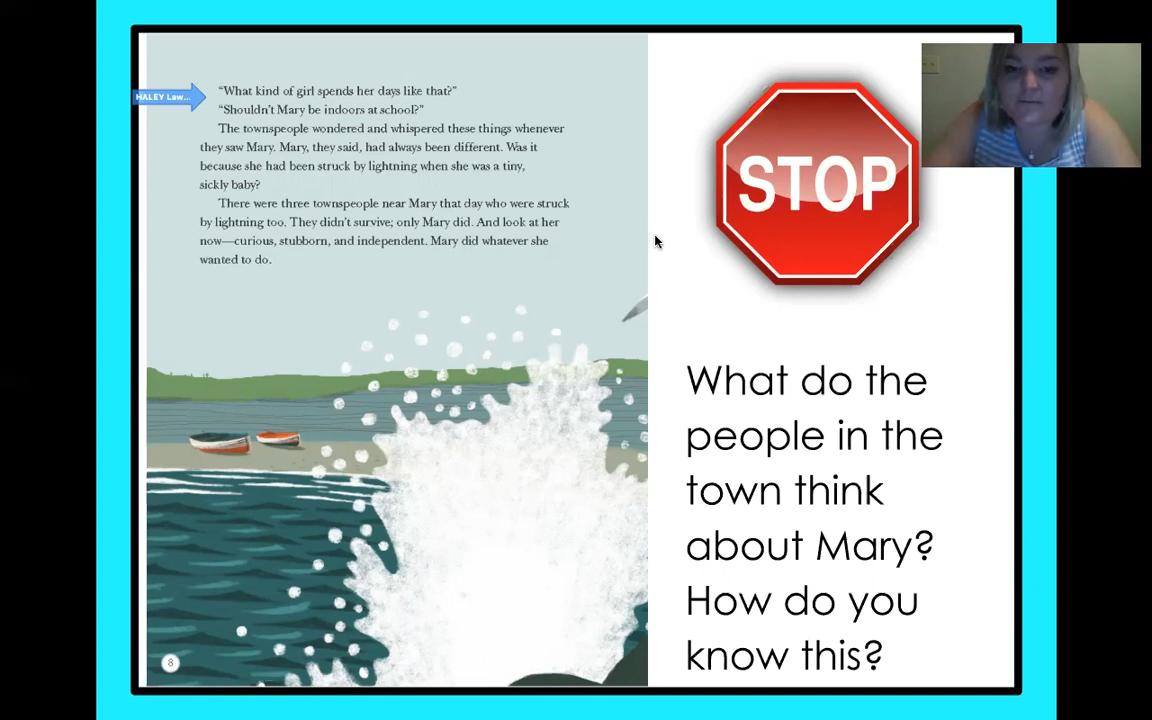 HALEY Law...
“What kind of girl spends her days like that?”
“Shouldn’t Mary be indoors at school?”
The townspeople wondered and whispered these things whenever
they saw Mary. Mary, they said, had always been different. Was it
because she had been struck by lightning when she was a tiny,
sickly baby?
There were three townspeople near Mary that day who were struck
by lightning too. They didn’t survive; only Mary did. And look at her
now—curious, stubborn, and independent. Mary did whatever she
wanted to do.
8
STOP
What do the
people in the
town think
about Mary?
How do you
know this?